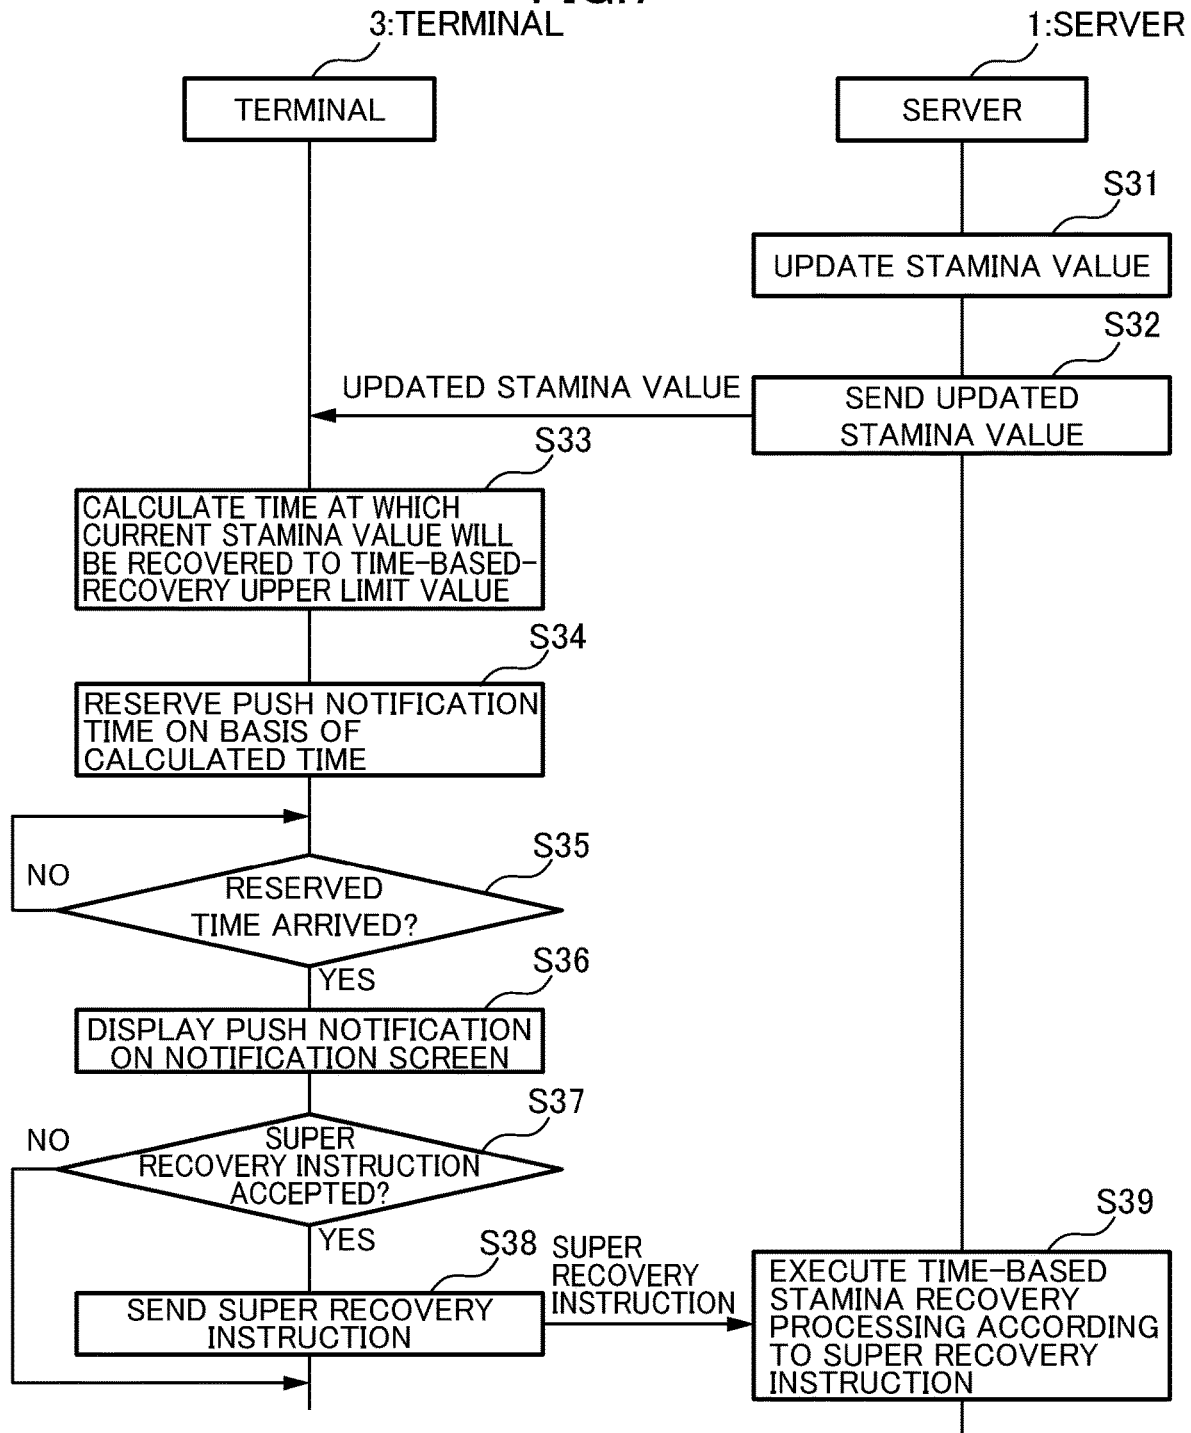 3:TERMINAL
1:SERVER
TERMINAL
SERVER
S31
UPDATE STAMINA VALUE
S32
UPDATED STAMINA VALUE
SEND UPDATED
STAMINA VALUE
S33
CALCULATE TIME AT WHICH
CURRENT STAMINA VALUE WILL
BE RECOVERED TO TIME-BASED-
RECOVERY UPPER LIMIT VALUE
S34
RESERVE PUSH NOTIFICATION
TIME ON BASIS OF
CALCULATED TIME
S35
NO
RESERVED
TIME ARRIVED?
YES
S36
DISPLAY PUSH NOTIFICATION
ON NOTIFICATION SCREEN
S37
NO
SUPER
RECOVERY INSTRUCTION
ACCEPTED?
YES
S38
SEND SUPER RECOVERY
INSTRUCTION
SUPER
RECOVERY
INSTRUCTION
S39
EXECUTE TIME-BASED
STAMINA RECOVERY
PROCESSING ACCORDING
TO SUPER RECOVERY
INSTRUCTION